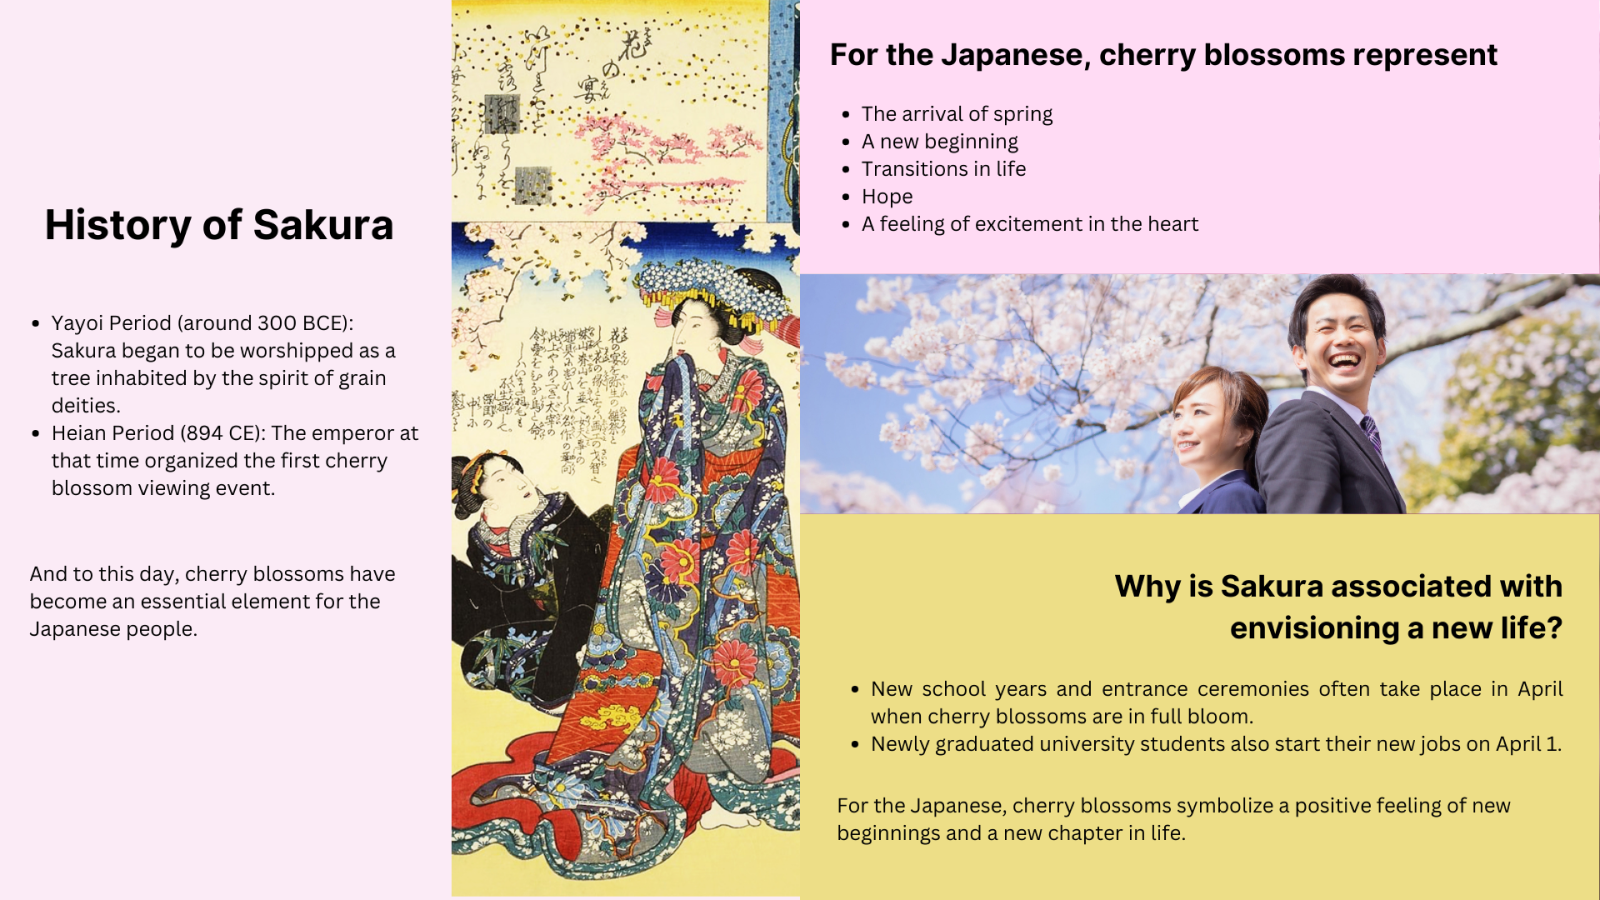 History of Sakura
• Yayoi Period (around 300 BCE):
Sakura began to be worshipped as a
tree inhabited by the spirit of grain
deities.
• Heian Period (894 CE): The emperor at
that time organized the first cherry
blossom viewing event.
And to this day, cherry blossoms have
become an essential element for the
Japanese people.
花の宴
For the Japanese, cherry blossoms represent
• The arrival of spring
• A new beginning
• Transitions in life
• Hope
• A feeling of excitement in the heart
Why is Sakura associated with
envisioning a new life?
• New school years and entrance ceremonies often take place in April
when cherry blossoms are in full bloom.
• Newly graduated university students also start their new jobs on April 1.
For the Japanese, cherry blossoms symbolize a positive feeling of new
beginnings and a new chapter in life.